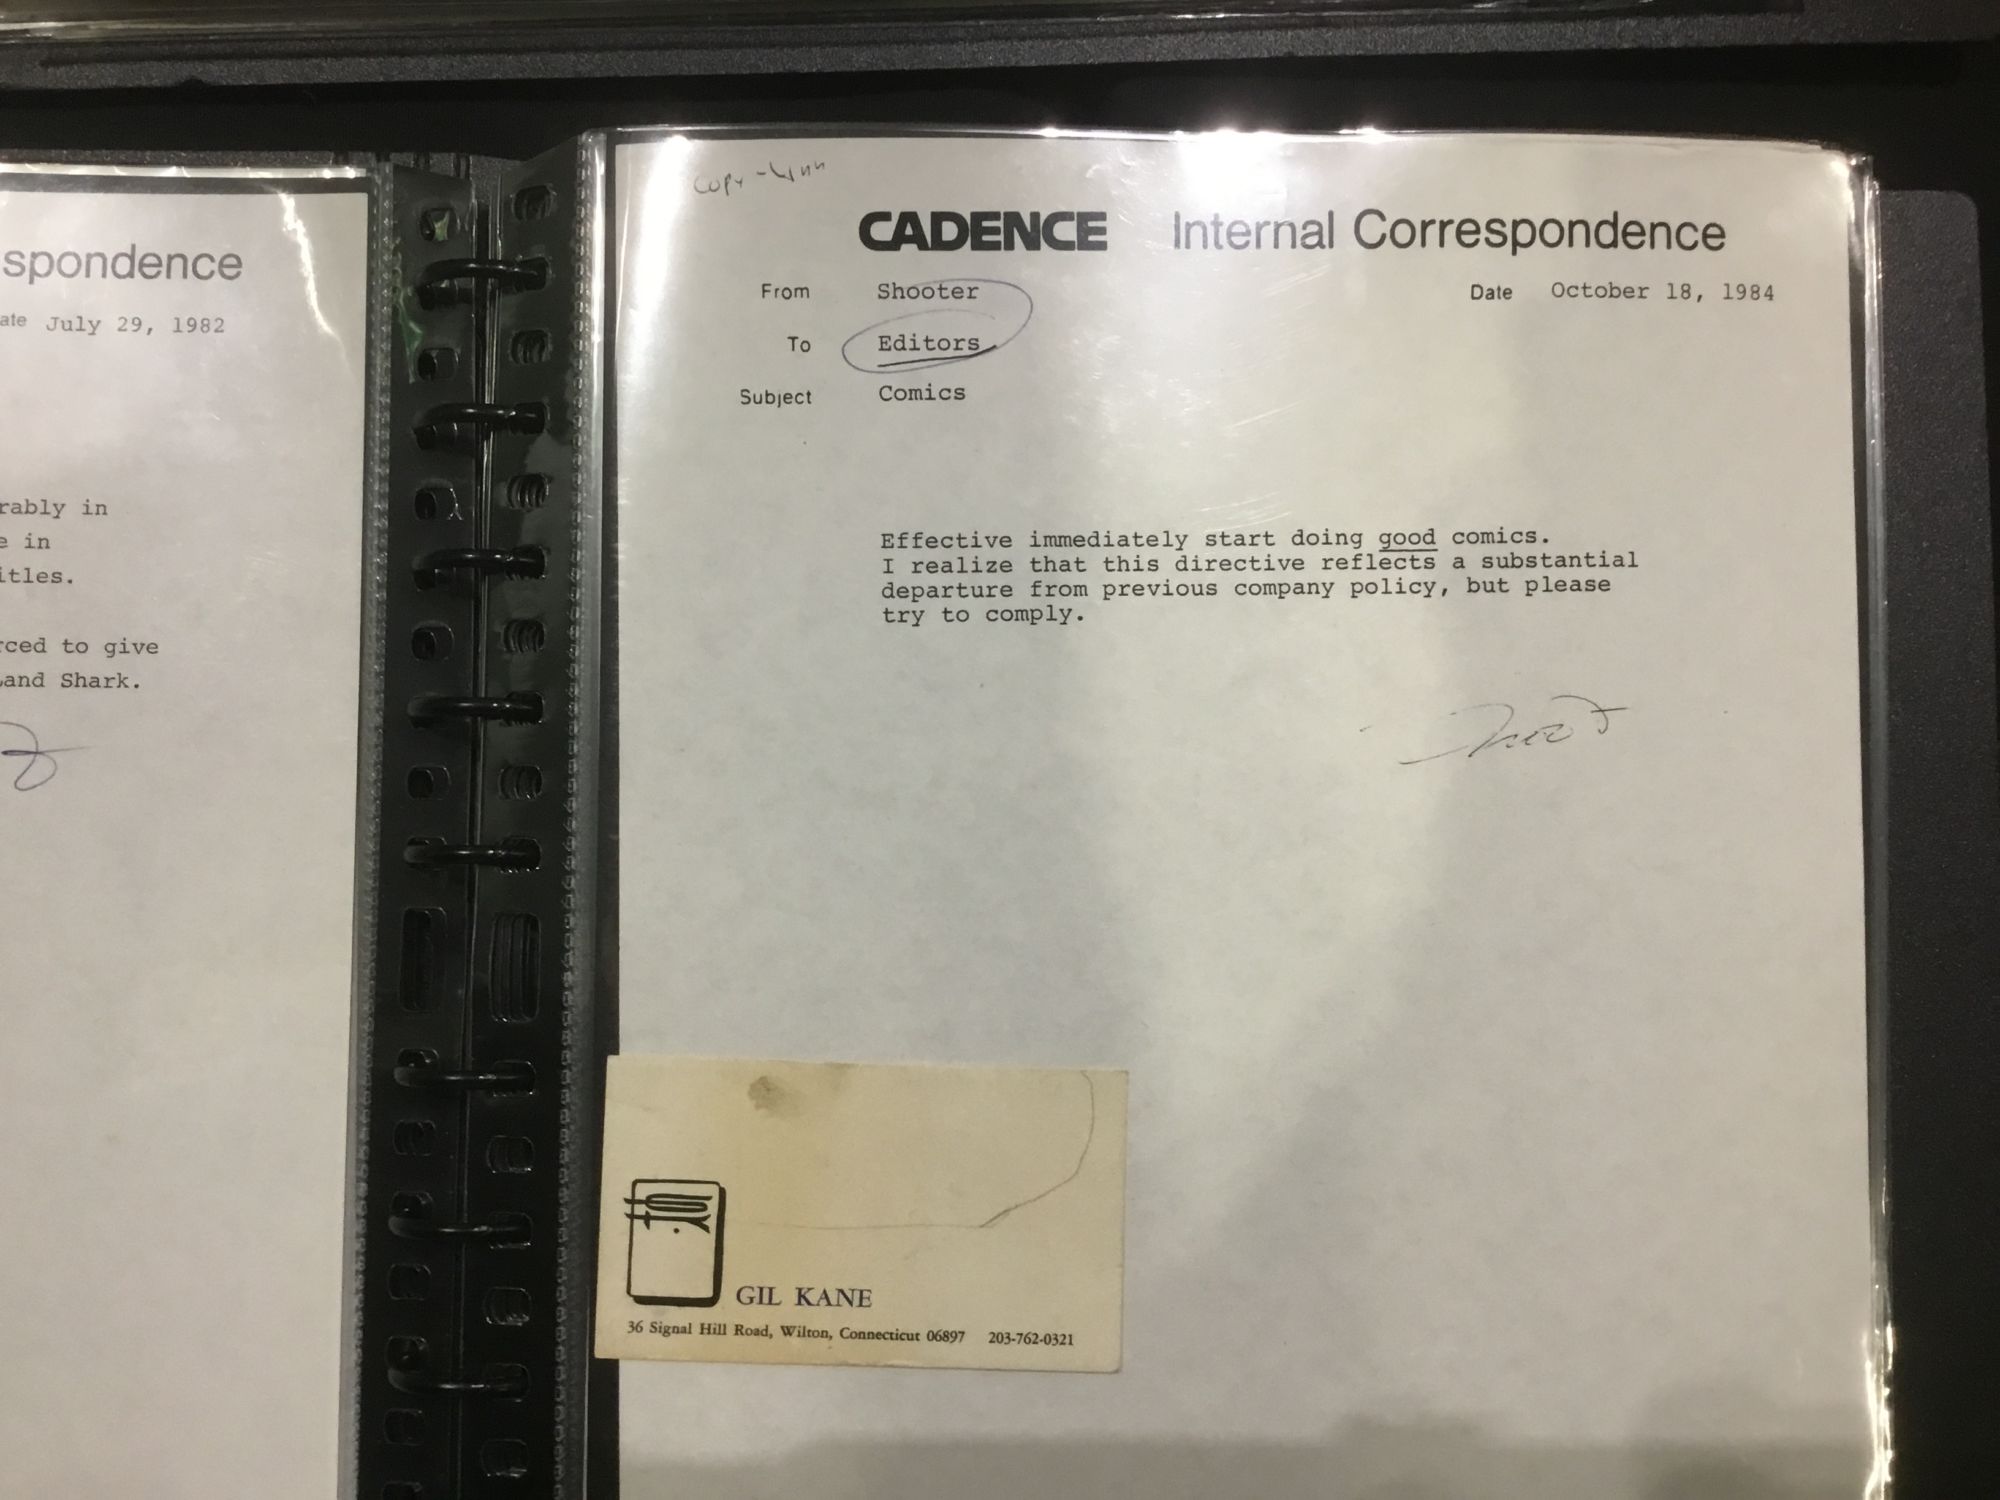 spondence
ate July 29, 1982
rably in
e in
itles.
rced to give
and Shark.
Copy - Lynn
CADENCE Internal Correspondence
From Shooter Date October 18, 1984
To Editors
Subject Comics
Effective immediately start doing good comics.
I realize that this directive reflects a substantial
departure from previous company policy, but please
try to comply.
GIL KANE
36 Signal Hill Road, Wilton, Connecticut 06897 203-762-0321